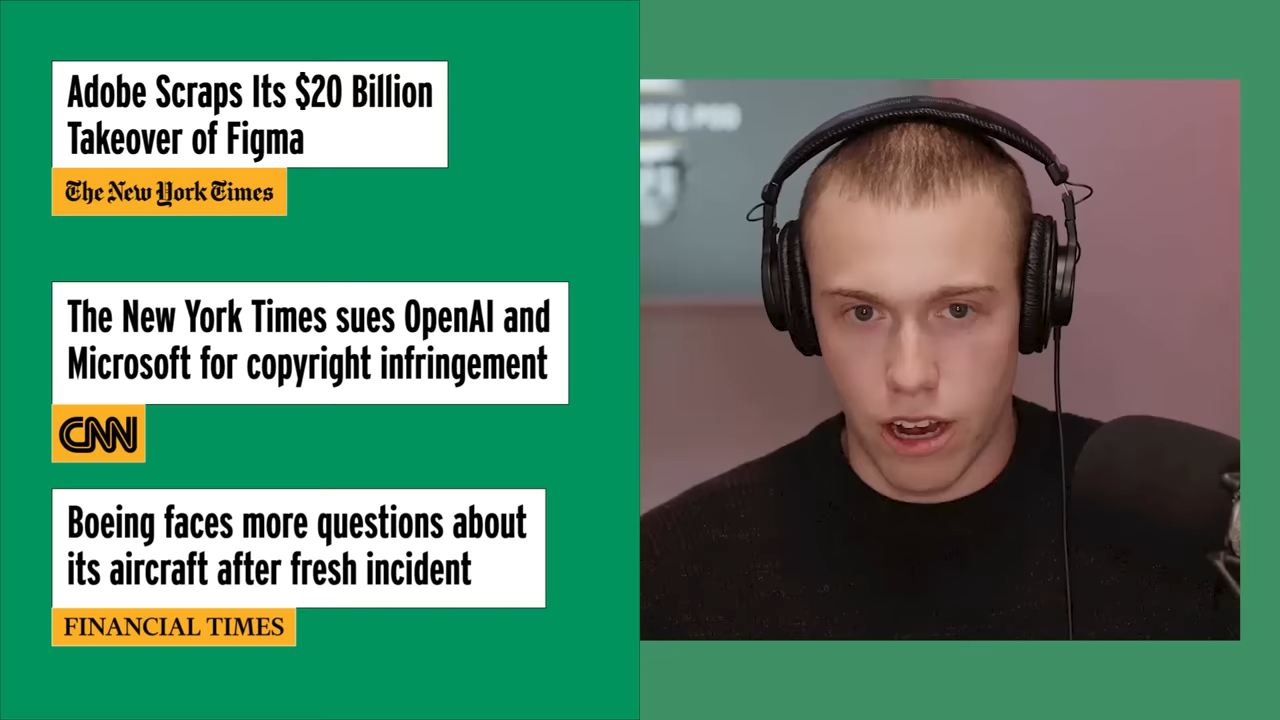 Adobe Scraps Its $20 Billion
Takeover of Figma
The New York Times
The New York Times sues OpenAI and
Microsoft for copyright infringement
CNN
Boeing faces more questions about
its aircraft after fresh incident
FINANCIAL TIMES